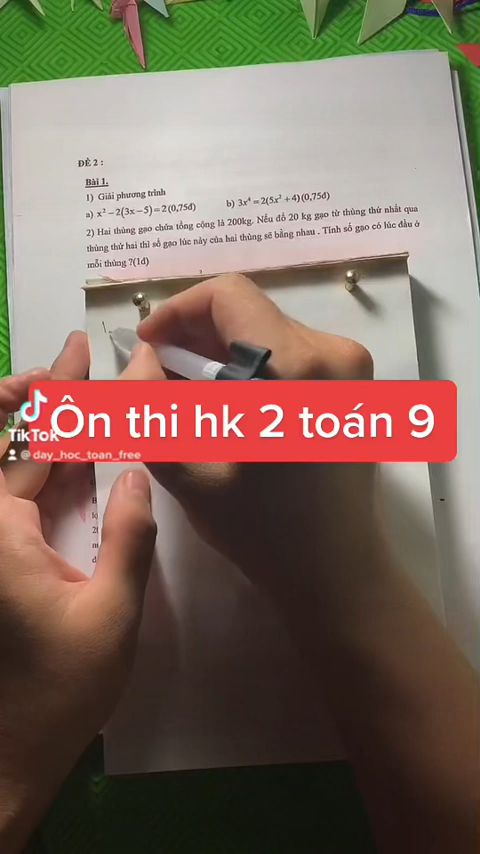 ĐỀ 2 :
Bài 1.
1) Giải phương trình
a) x² – 2(3x – 5) = 2 (0,75đ) b) 3x⁴ = 2(5x² + 4) (0,75đ)
2) Hai thùng gạo chứa tổng cộng là 200kg. Nếu đổ 20 kg gạo từ thùng thứ nhất qua
thùng thứ hai thì số gạo lúc này của hai thùng sẽ bằng nhau . Tính số gạo có lúc đầu ở
mỗi thùng ?(1đ)
Ôn thi hk 2 toán 9
TikTok
@day_hoc_toan_free